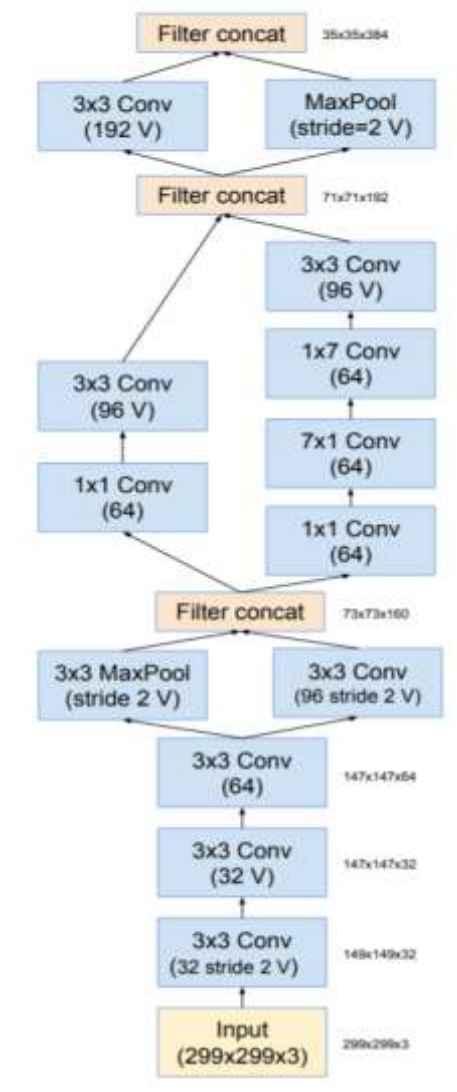 Filter concat 35x35x384
3x3 Conv
(192 V)
MaxPool
(stride=2 V)
Filter concat 71x71x192
3x3 Conv
(96 V)
1x7 Conv
(64)
3x3 Conv
(96 V)
7x1 Conv
(64)
1x1 Conv
(64)
1x1 Conv
(64)
Filter concat 73x73x160
3x3 MaxPool
(stride 2 V)
3x3 Conv
(96 stride 2 V)
3x3 Conv
(64)
147x147x64
3x3 Conv
(32 V)
147x147x32
3x3 Conv
(32 stride 2 V)
149x149x32
Input
(299x299x3)
299x299x3